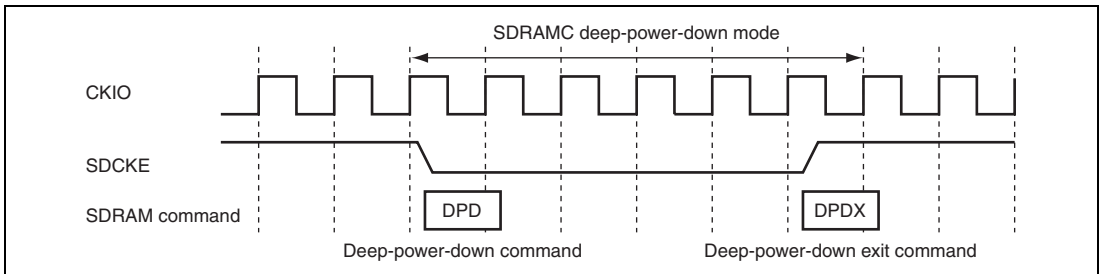 SDRAMC deep-power-down mode
CKIO
SDCKE
SDRAM command
DPD
DPDX
Deep-power-down command
Deep-power-down exit command